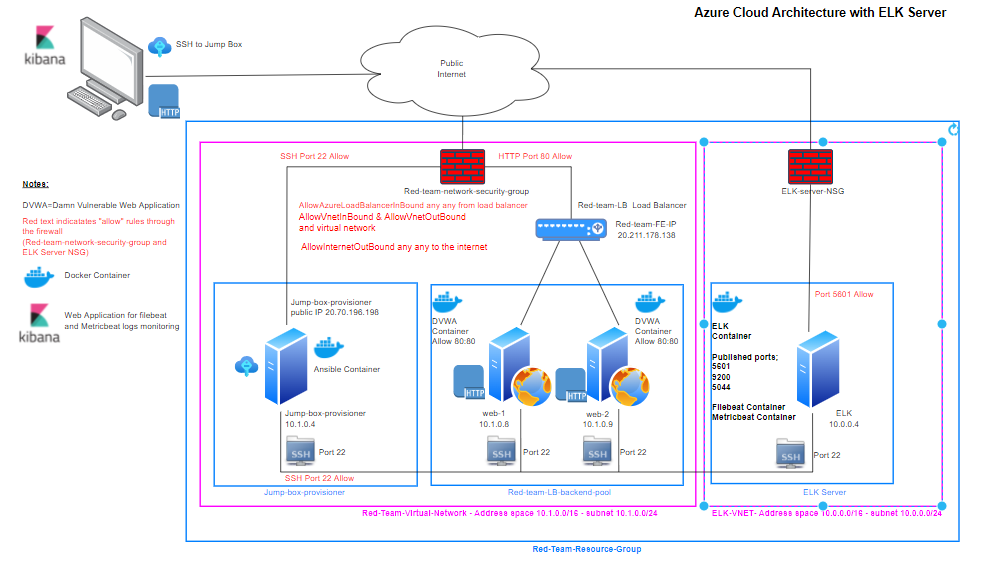 Azure Cloud Architecture with ELK Server
kibana
SSH to Jump Box
HTTP
Public
Internet
SSH Port 22 Allow
HTTP Port 80 Allow
Red-team-network-security-group
ELK-server-NSG
AllowAzureLoadBalancerInBound any any from load balancer
AllowVnetInBound & AllowVnetOutBound
and virtual network
AllowInternetOutBound any any to the internet
Red-team-LB Load Balancer
Red-team-FE-IP
20.211.178.138
Notes:
DVWA=Damn Vulnerable Web Application
Red text indicatates "allow" rules through
the firewall
(Red-team-network-security-group and
ELK Server NSG)
Docker Container
kibana
Web Application for filebeat
and Metricbeat logs monitoring
Jump-box-provisioner
public IP 20.70.196.198
Ansible Container
Jump-box-provisioner
10.1.0.4
SSH
Port 22
SSH Port 22 Allow
Jump-box-provisioner
DVWA
Container
Allow 80:80
HTTP
web-1
10.1.0.8
SSH
Port 22
DVWA
Container
Allow 80:80
HTTP
web-2
10.1.0.9
SSH
Port 22
Red-team-LB-backend-pool
Port 5601 Allow
ELK
Container
Published ports;
5601
9200
5044
Filebeat Container
Metricbeat Container
ELK
10.0.0.4
SSH
Port 22
ELK Server
Red-Team-Virtual-Network - Address space 10.1.0.0/16 - subnet 10.1.0.0/24
ELK-VNET- Address space 10.0.0.0/16 - subnet 10.0.0.0/24
Red-Team-Resource-Group